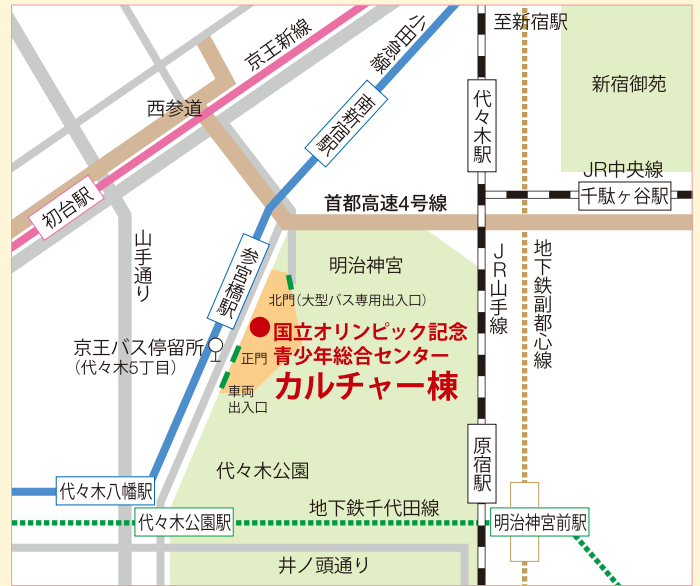 至新宿駅
小田急線
京王新線
新宿御苑
代々木駅
南新宿駅
西参道
JR中央線
千駄ヶ谷駅
初台駅
首都高速4号線
山手通り
参宮橋駅
明治神宮
JR山手線
地下鉄副都心線
北門(大型バス専用出入口)
国立オリンピック記念
青少年総合センター
カルチャー棟
京王バス停留所
(代々木5丁目)
正門
車両
出入口
代々木公園
原宿駅
代々木八幡駅
地下鉄千代田線
代々木公園駅
明治神宮前駅
井ノ頭通り